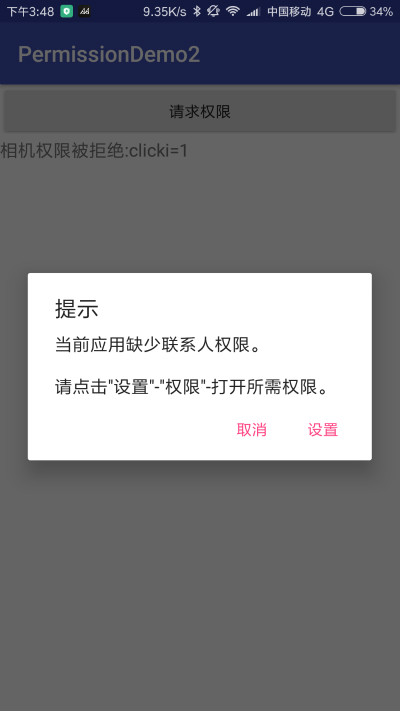 下午3:48 9.35K/s 中国移动 4G 34%
PermissionDemo2
请求权限
相机权限被拒绝:clicki=1
提示
当前应用缺少联系人权限。
请点击"设置"-"权限"-打开所需权限。
取消 设置